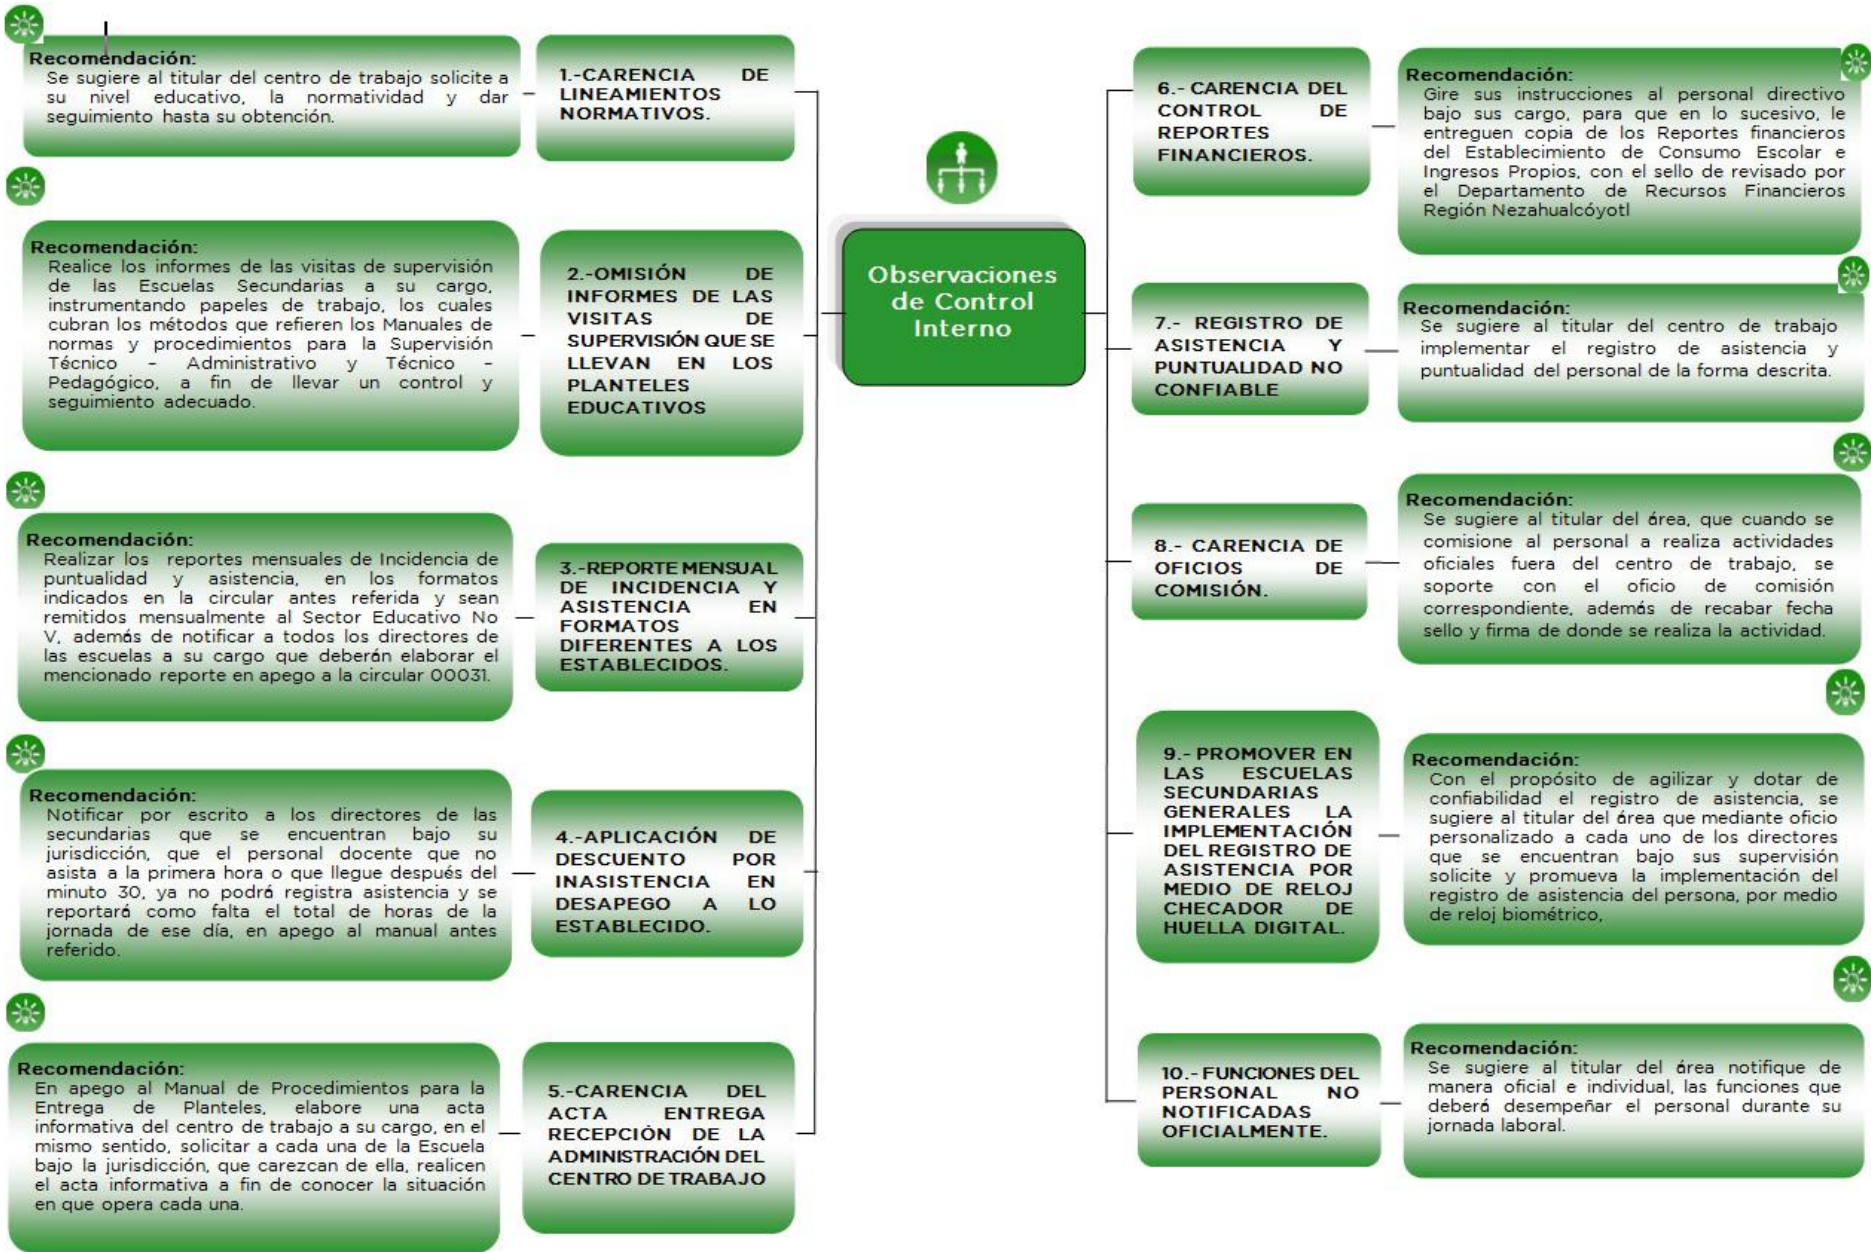 Observaciones
de Control
Interno
1.-CARENCIA DE
LINEAMIENTOS
NORMATIVOS.
Recomendación:
Se sugiere al titular del centro de trabajo solicite a
su nivel educativo, la normatividad y dar
seguimiento hasta su obtención.
2.-OMISIÓN DE
INFORMES DE LAS
VISITAS DE
SUPERVISIÓN QUE SE
LLEVAN EN LOS
PLANTELES
EDUCATIVOS
Recomendación:
Realice los informes de las visitas de supervisión
de las Escuelas Secundarias a su cargo,
instrumentando papeles de trabajo, los cuales
cubran los métodos que refieren los Manuales de
normas y procedimientos para la Supervisión
Técnico – Administrativo y Técnico –
Pedagógico, a fin de llevar un control y
seguimiento adecuado.
3.-REPORTE MENSUAL
DE INCIDENCIA Y
ASISTENCIA EN
FORMATOS
DIFERENTES A LOS
ESTABLECIDOS.
Recomendación:
Realizar los reportes mensuales de Incidencia de
puntualidad y asistencia, en los formatos
indicados en la circular antes referida y sean
remitidos mensualmente al Sector Educativo No
V, además de notificar a todos los directores de
las escuelas a su cargo que deberán elaborar el
mencionado reporte en apego a la circular 00031.
4.-APLICACIÓN DE
DESCUENTO POR
INASISTENCIA EN
DESAPEGO A LO
ESTABLECIDO.
Recomendación:
Notificar por escrito a los directores de las
secundarias que se encuentran bajo su
jurisdicción, que el personal docente que no
asista a la primera hora o que llegue después del
minuto 30, ya no podrá registra asistencia y se
reportará como falta el total de horas de la
jornada de ese día, en apego al manual antes
referido.
5.-CARENCIA DEL
ACTA ENTREGA
RECEPCIÓN DE LA
ADMINISTRACIÓN DEL
CENTRO DE TRABAJO
Recomendación:
En apego al Manual de Procedimientos para la
Entrega de Planteles, elabore una acta
informativa del centro de trabajo a su cargo, en el
mismo sentido, solicitar a cada una de la Escuela
bajo la jurisdicción, que carezcan de ella, realicen
el acta informativa a fin de conocer la situación
en que opera cada una.
6.- CARENCIA DEL
CONTROL DE
REPORTES
FINANCIEROS.
Recomendación:
Gire sus instrucciones al personal directivo
bajo sus cargo, para que en lo sucesivo, le
entreguen copia de los Reportes financieros
del Establecimiento de Consumo Escolar e
Ingresos Propios, con el sello de revisado por
el Departamento de Recursos Financieros
Región Nezahualcóyotl
7.- REGISTRO DE
ASISTENCIA Y
PUNTUALIDAD NO
CONFIABLE
Recomendación:
Se sugiere al titular del centro de trabajo
implementar el registro de asistencia y
puntualidad del personal de la forma descrita.
8.- CARENCIA DE
OFICIOS DE
COMISIÓN.
Recomendación:
Se sugiere al titular del área, que cuando se
comisione al personal a realiza actividades
oficiales fuera del centro de trabajo, se
soporte con el oficio de comisión
correspondiente, además de recabar fecha
sello y firma de donde se realiza la actividad.
9.- PROMOVER EN
LAS ESCUELAS
SECUNDARIAS
GENERALES LA
IMPLEMENTACIÓN
DEL REGISTRO DE
ASISTENCIA POR
MEDIO DE RELOJ
CHECADOR DE
HUELLA DIGITAL.
Recomendación:
Con el propósito de agilizar y dotar de
confiabilidad el registro de asistencia, se
sugiere al titular del área que mediante oficio
personalizado a cada uno de los directores
que se encuentran bajo sus supervisión
solicite y promueva la implementación del
registro de asistencia del persona, por medio
de reloj biométrico,
10.- FUNCIONES DEL
PERSONAL NO
NOTIFICADAS
OFICIALMENTE.
Recomendación:
Se sugiere al titular del área notifique de
manera oficial e individual, las funciones que
deberá desempeñar el personal durante su
jornada laboral.